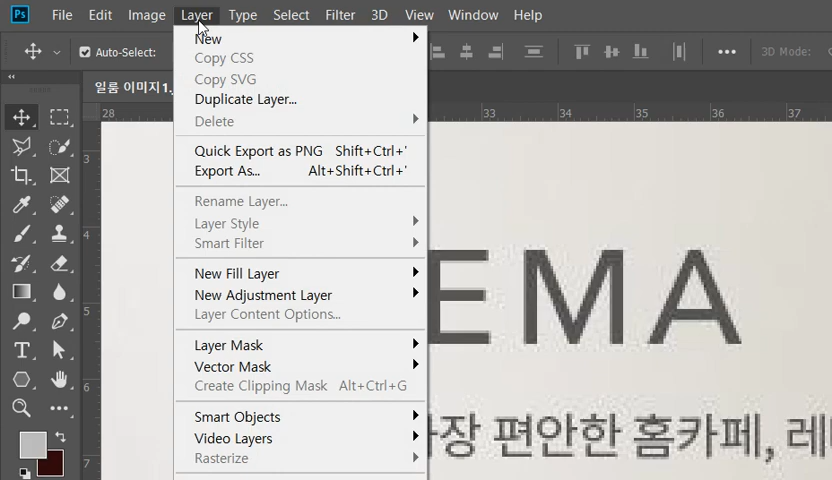 Ps File Edit Image Layer Type Select Filter 3D View Window Help
Auto-Select: 3D Mode:
일룸 이미지1.
28 33 34 35 36 37
New
Copy CSS
Copy SVG
Duplicate Layer...
Delete
3
Quick Export as PNG Shift+Ctrl+'
Export As... Alt+Shift+Ctrl+'
Rename Layer...
Layer Style
4
Smart Filter
New Fill Layer
New Adjustment Layer
5
Layer Content Options...
EMA
Layer Mask
Vector Mask
Create Clipping Mask Alt+Ctrl+G
6
Smart Objects
Video Layers
편안한 홈카페,
Rasterize
7